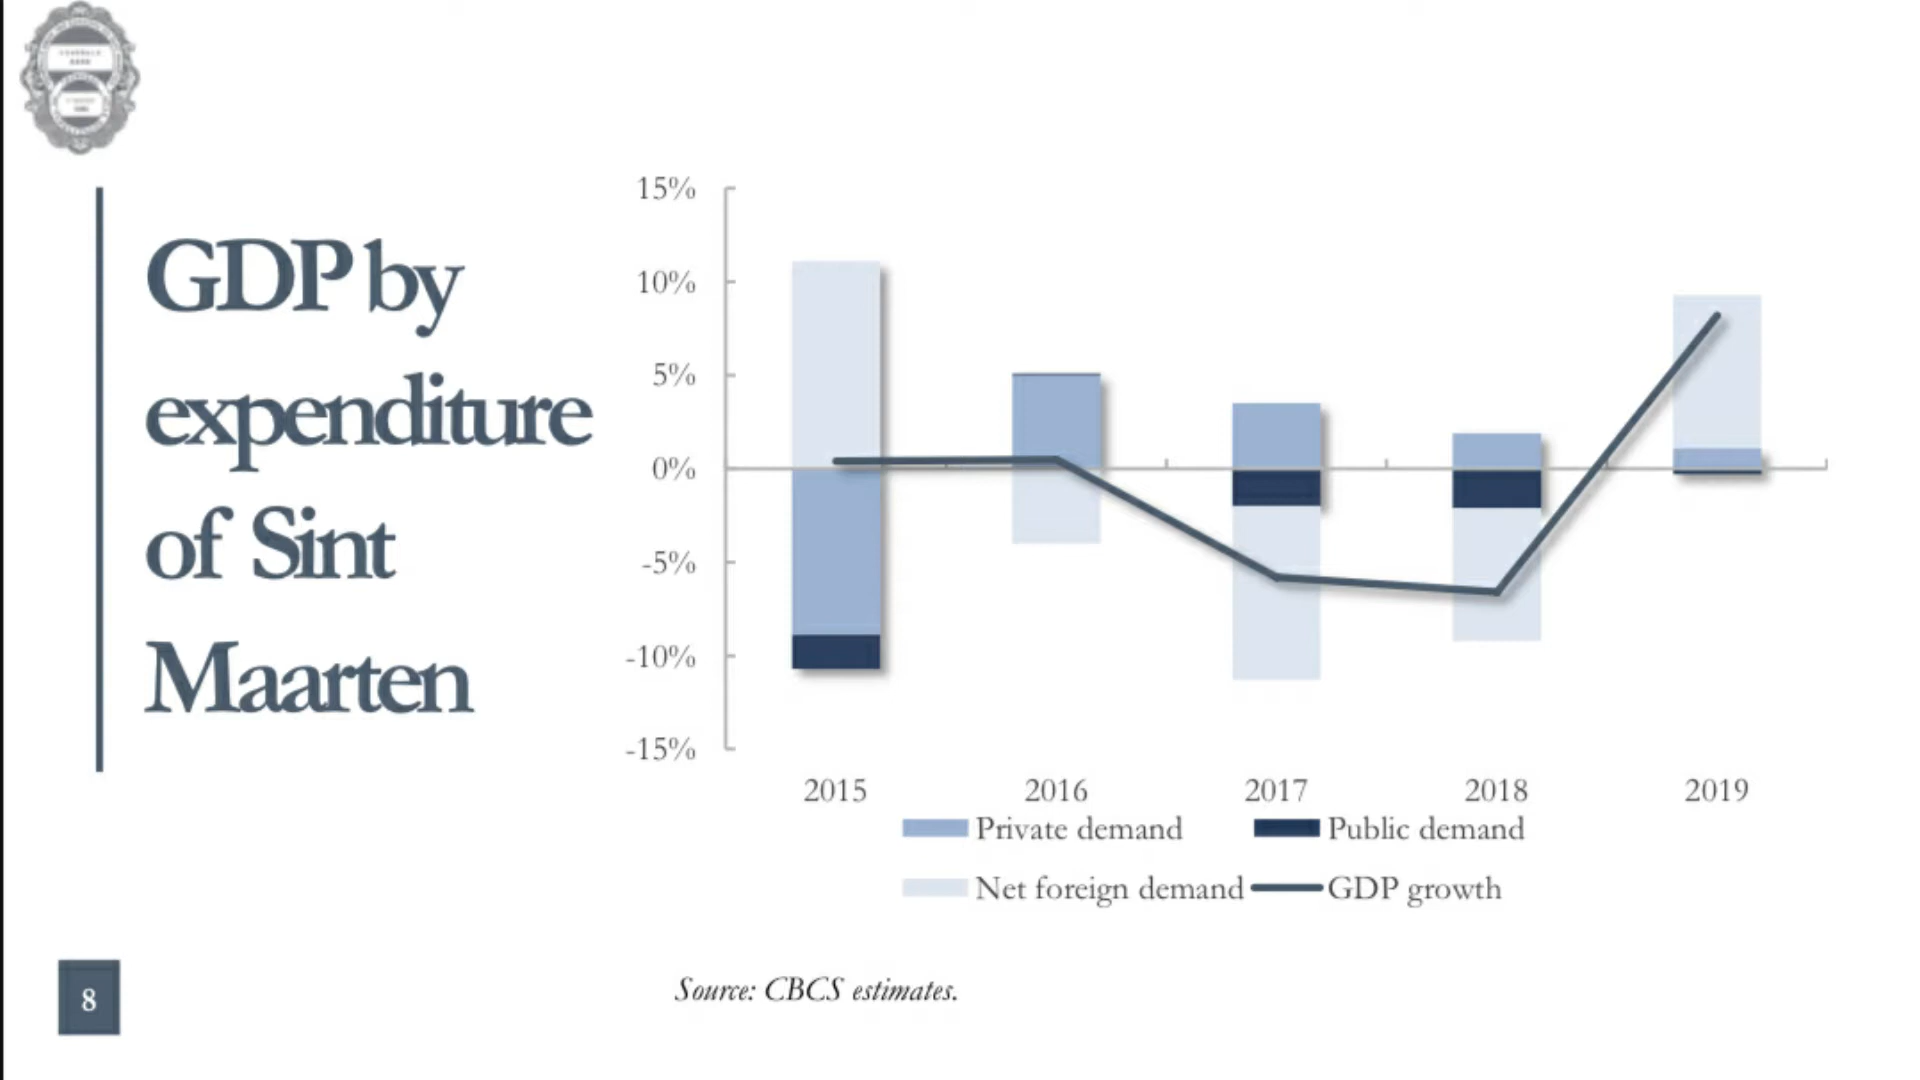 GDP by
expenditure
of Sint
Maarten
15%
10%
5%
0%
-5%
-10%
-15%
2015 2016 2017 2018 2019
Private demand Public demand
Net foreign demand GDP growth
Source: CBCS estimates.
8